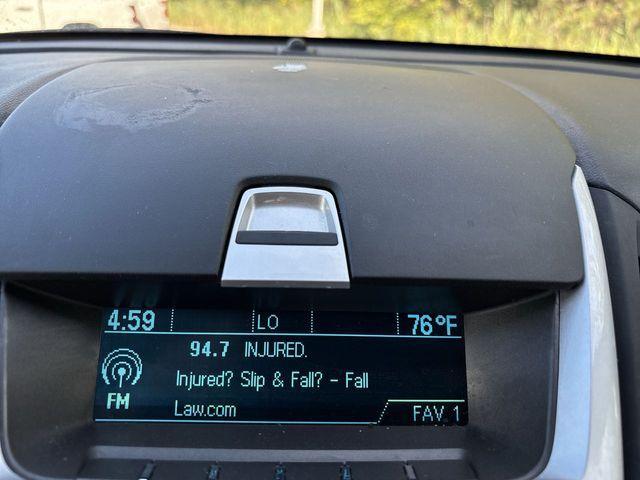 4:59 LO 76°F
94.7 INJURED.
Injured? Slip & Fall? - Fall
FM Law.com FAV 1